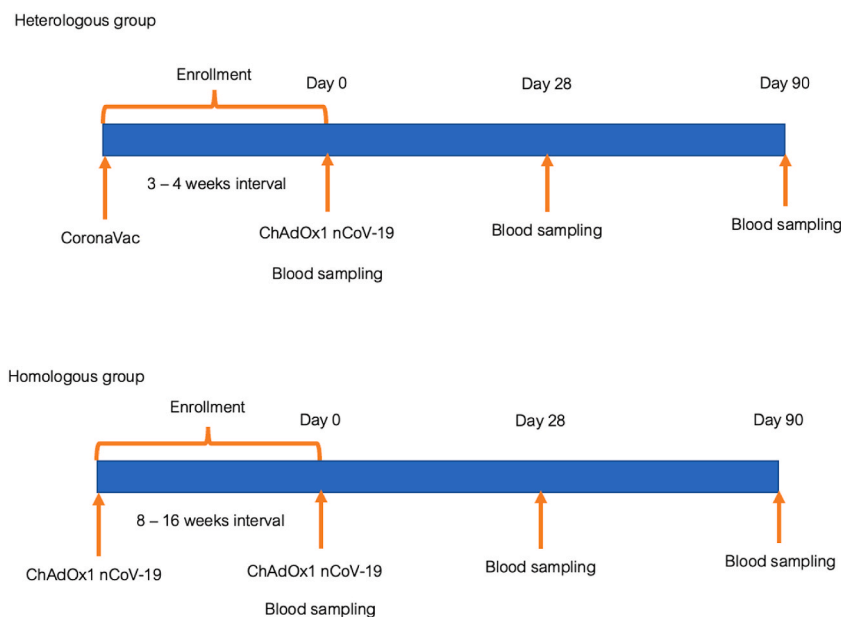 Heterologous group
Enrollment
Day 0
Day 28
Day 90
3 – 4 weeks interval
CoronaVac
ChAdOx1 nCoV-19
Blood sampling
Blood sampling
Blood sampling
Homologous group
Enrollment
Day 0
Day 28
Day 90
8 – 16 weeks interval
ChAdOx1 nCoV-19
ChAdOx1 nCoV-19
Blood sampling
Blood sampling
Blood sampling